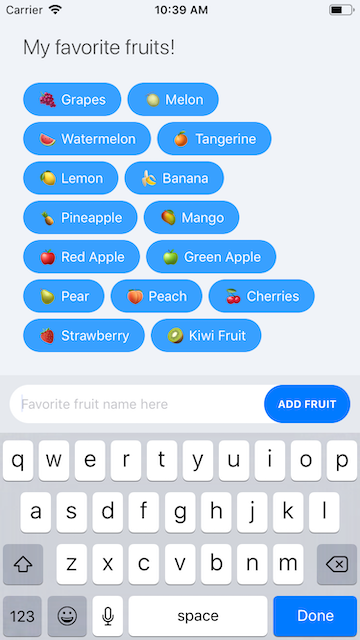 Carrier 10:39 AM
My favorite fruits!
Grapes Melon
Watermelon Tangerine
Lemon Banana
Pineapple Mango
Red Apple Green Apple
Pear Peach Cherries
Strawberry Kiwi Fruit
Favorite fruit name here ADD FRUIT
q w e r t y u i o p
a s d f g h j k l
z x c v b n m
123 space Done